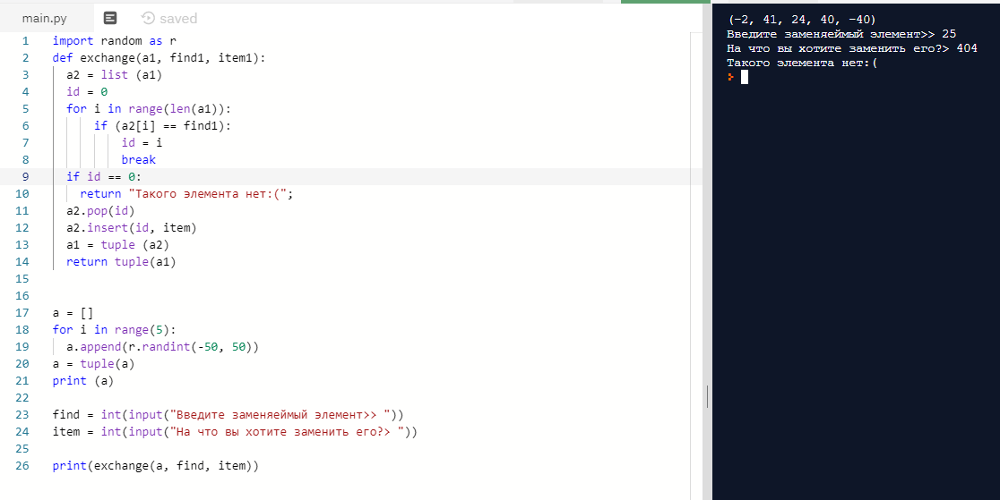 main.py saved
1 import random as r
2 def exchange(a1, find1, item1):
3 a2 = list (a1)
4 id = 0
5 for i in range(len(a1)):
6 if (a2[i] == find1):
7 id = i
8 break
9 if id == 0:
10 return "Такого элемента нет:(";
11 a2.pop(id)
12 a2.insert(id, item)
13 a1 = tuple (a2)
14 return tuple(a1)
15
16
17 a = []
18 for i in range(5):
19 a.append(r.randint(-50, 50))
20 a = tuple(a)
21 print (a)
22
23 find = int(input("Введите заменяеймый элемент>> "))
24 item = int(input("На что вы хотите заменить его?> "))
25
26 print(exchange(a, find, item))
(-2, 41, 24, 40, -40)
Введите заменяеймый элемент>> 25
На что вы хотите заменить его?> 404
Такого элемента нет:(
>